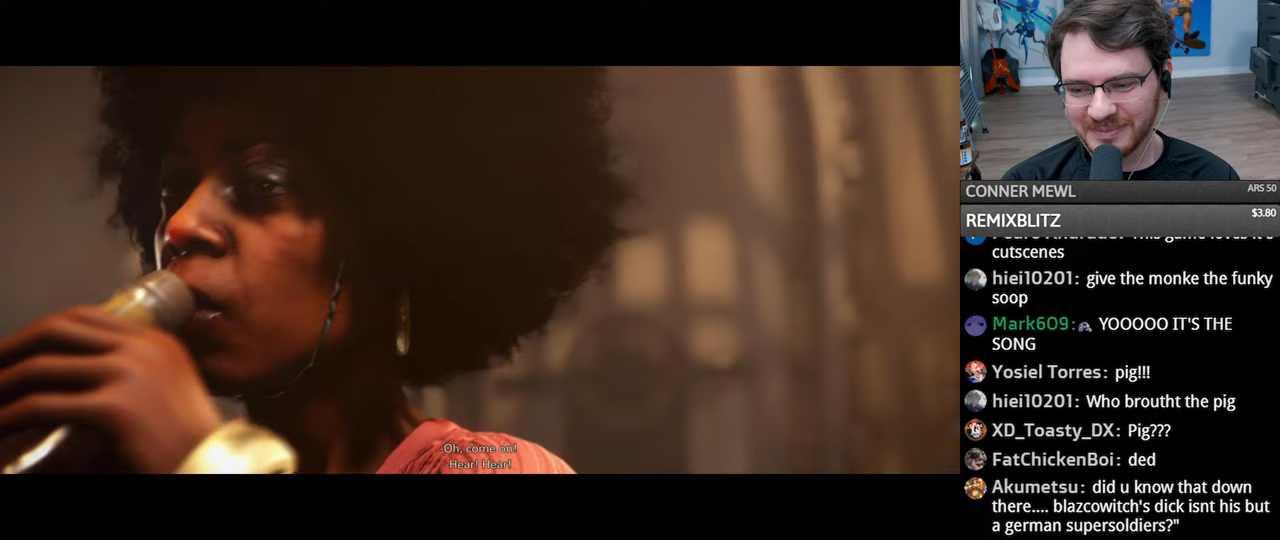 -Oh, come on!
-Hear! Hear!
CONNER MEWL
ARS 50
REMIXBLITZ
$3.80
cutscenes
hiei10201: give the monke the funky
soop
Mark609: YOOOOO IT'S THE
SONG
Yosiel Torres: pig!!!
hiei10201: Who broutht the pig
XD_Toasty_DX: Pig???
FatChickenBoi: ded
Akumetsu: did u know that down
there.... blazcowitch's dick isnt his but
a german supersoldiers?"